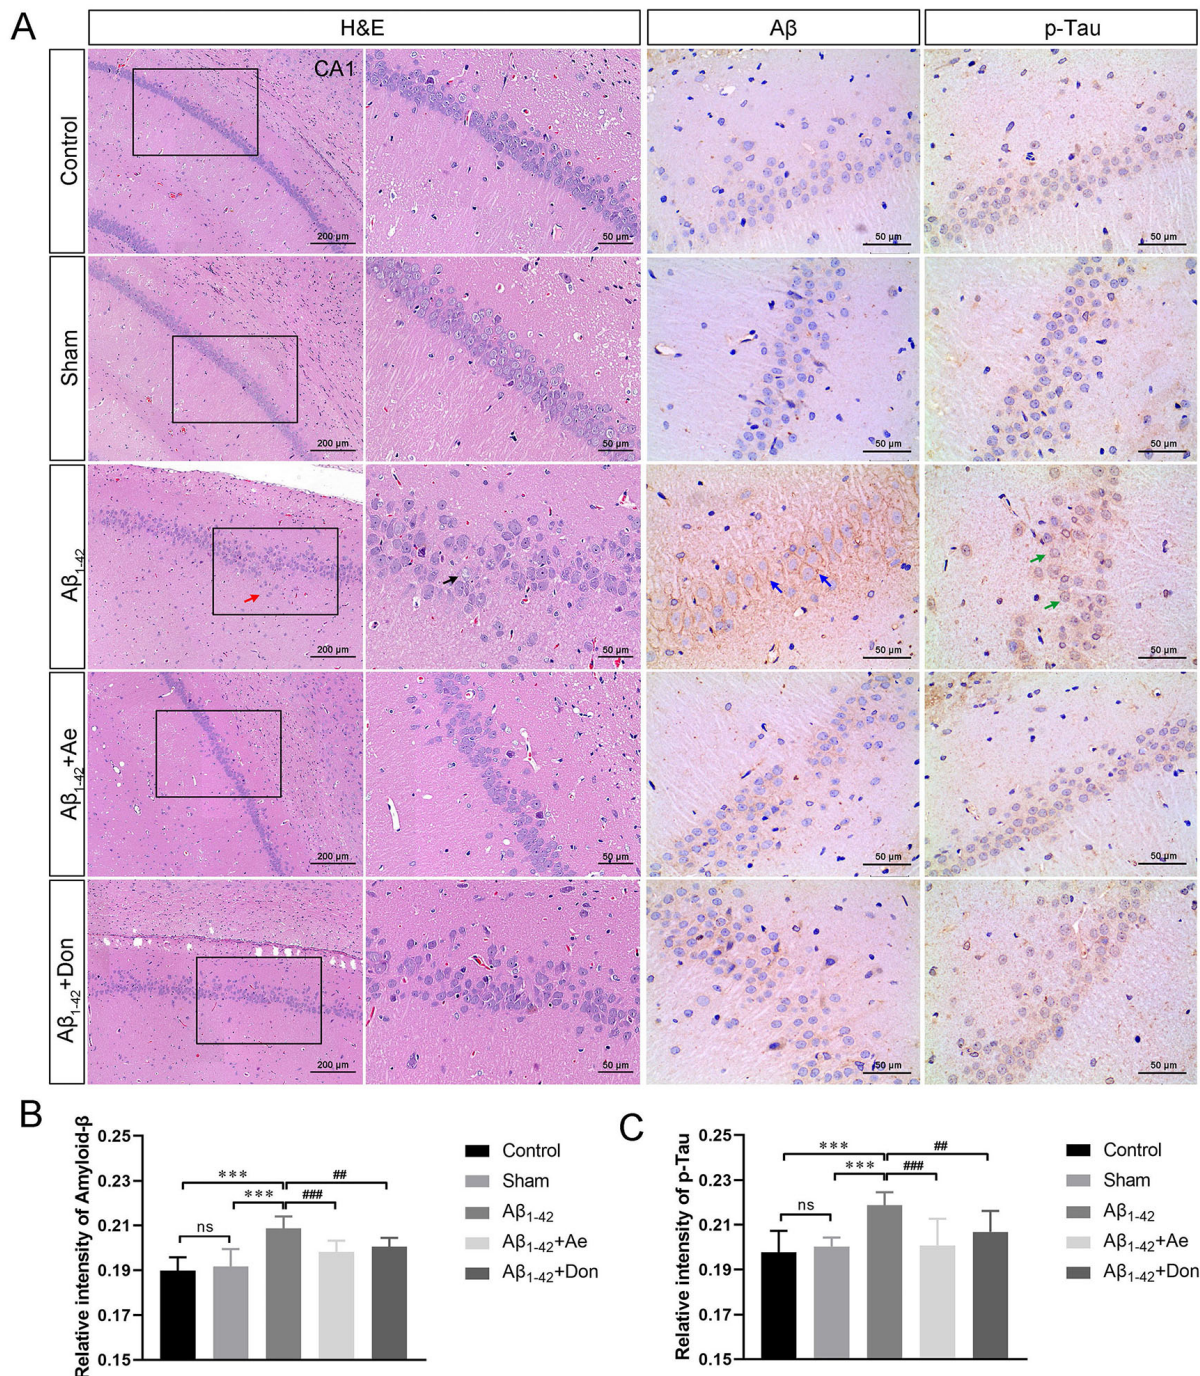 A
H&E
Aβ
p-Tau
Control
CA1
200 µm
50 µm
50 µm
50 µm
Sham
200 µm
50 µm
50 µm
50 µm
Aβ1-42
200 µm
50 µm
50 µm
50 µm
Aβ1-42+Ae
200 µm
50 µm
50 µm
50 µm
Aβ1-42+Don
200 µm
50 µm
50 µm
50 µm
B
Relative intensity of Amyloid-β
0.25
0.23
0.21
0.19
0.17
0.15
***
##
***
###
ns
Control
Sham
Aβ1-42
Aβ1-42+Ae
Aβ1-42+Don
C
Relative intensity of p-Tau
0.25
0.23
0.21
0.19
0.17
0.15
***
##
***
###
ns
Control
Sham
Aβ1-42
Aβ1-42+Ae
Aβ1-42+Don